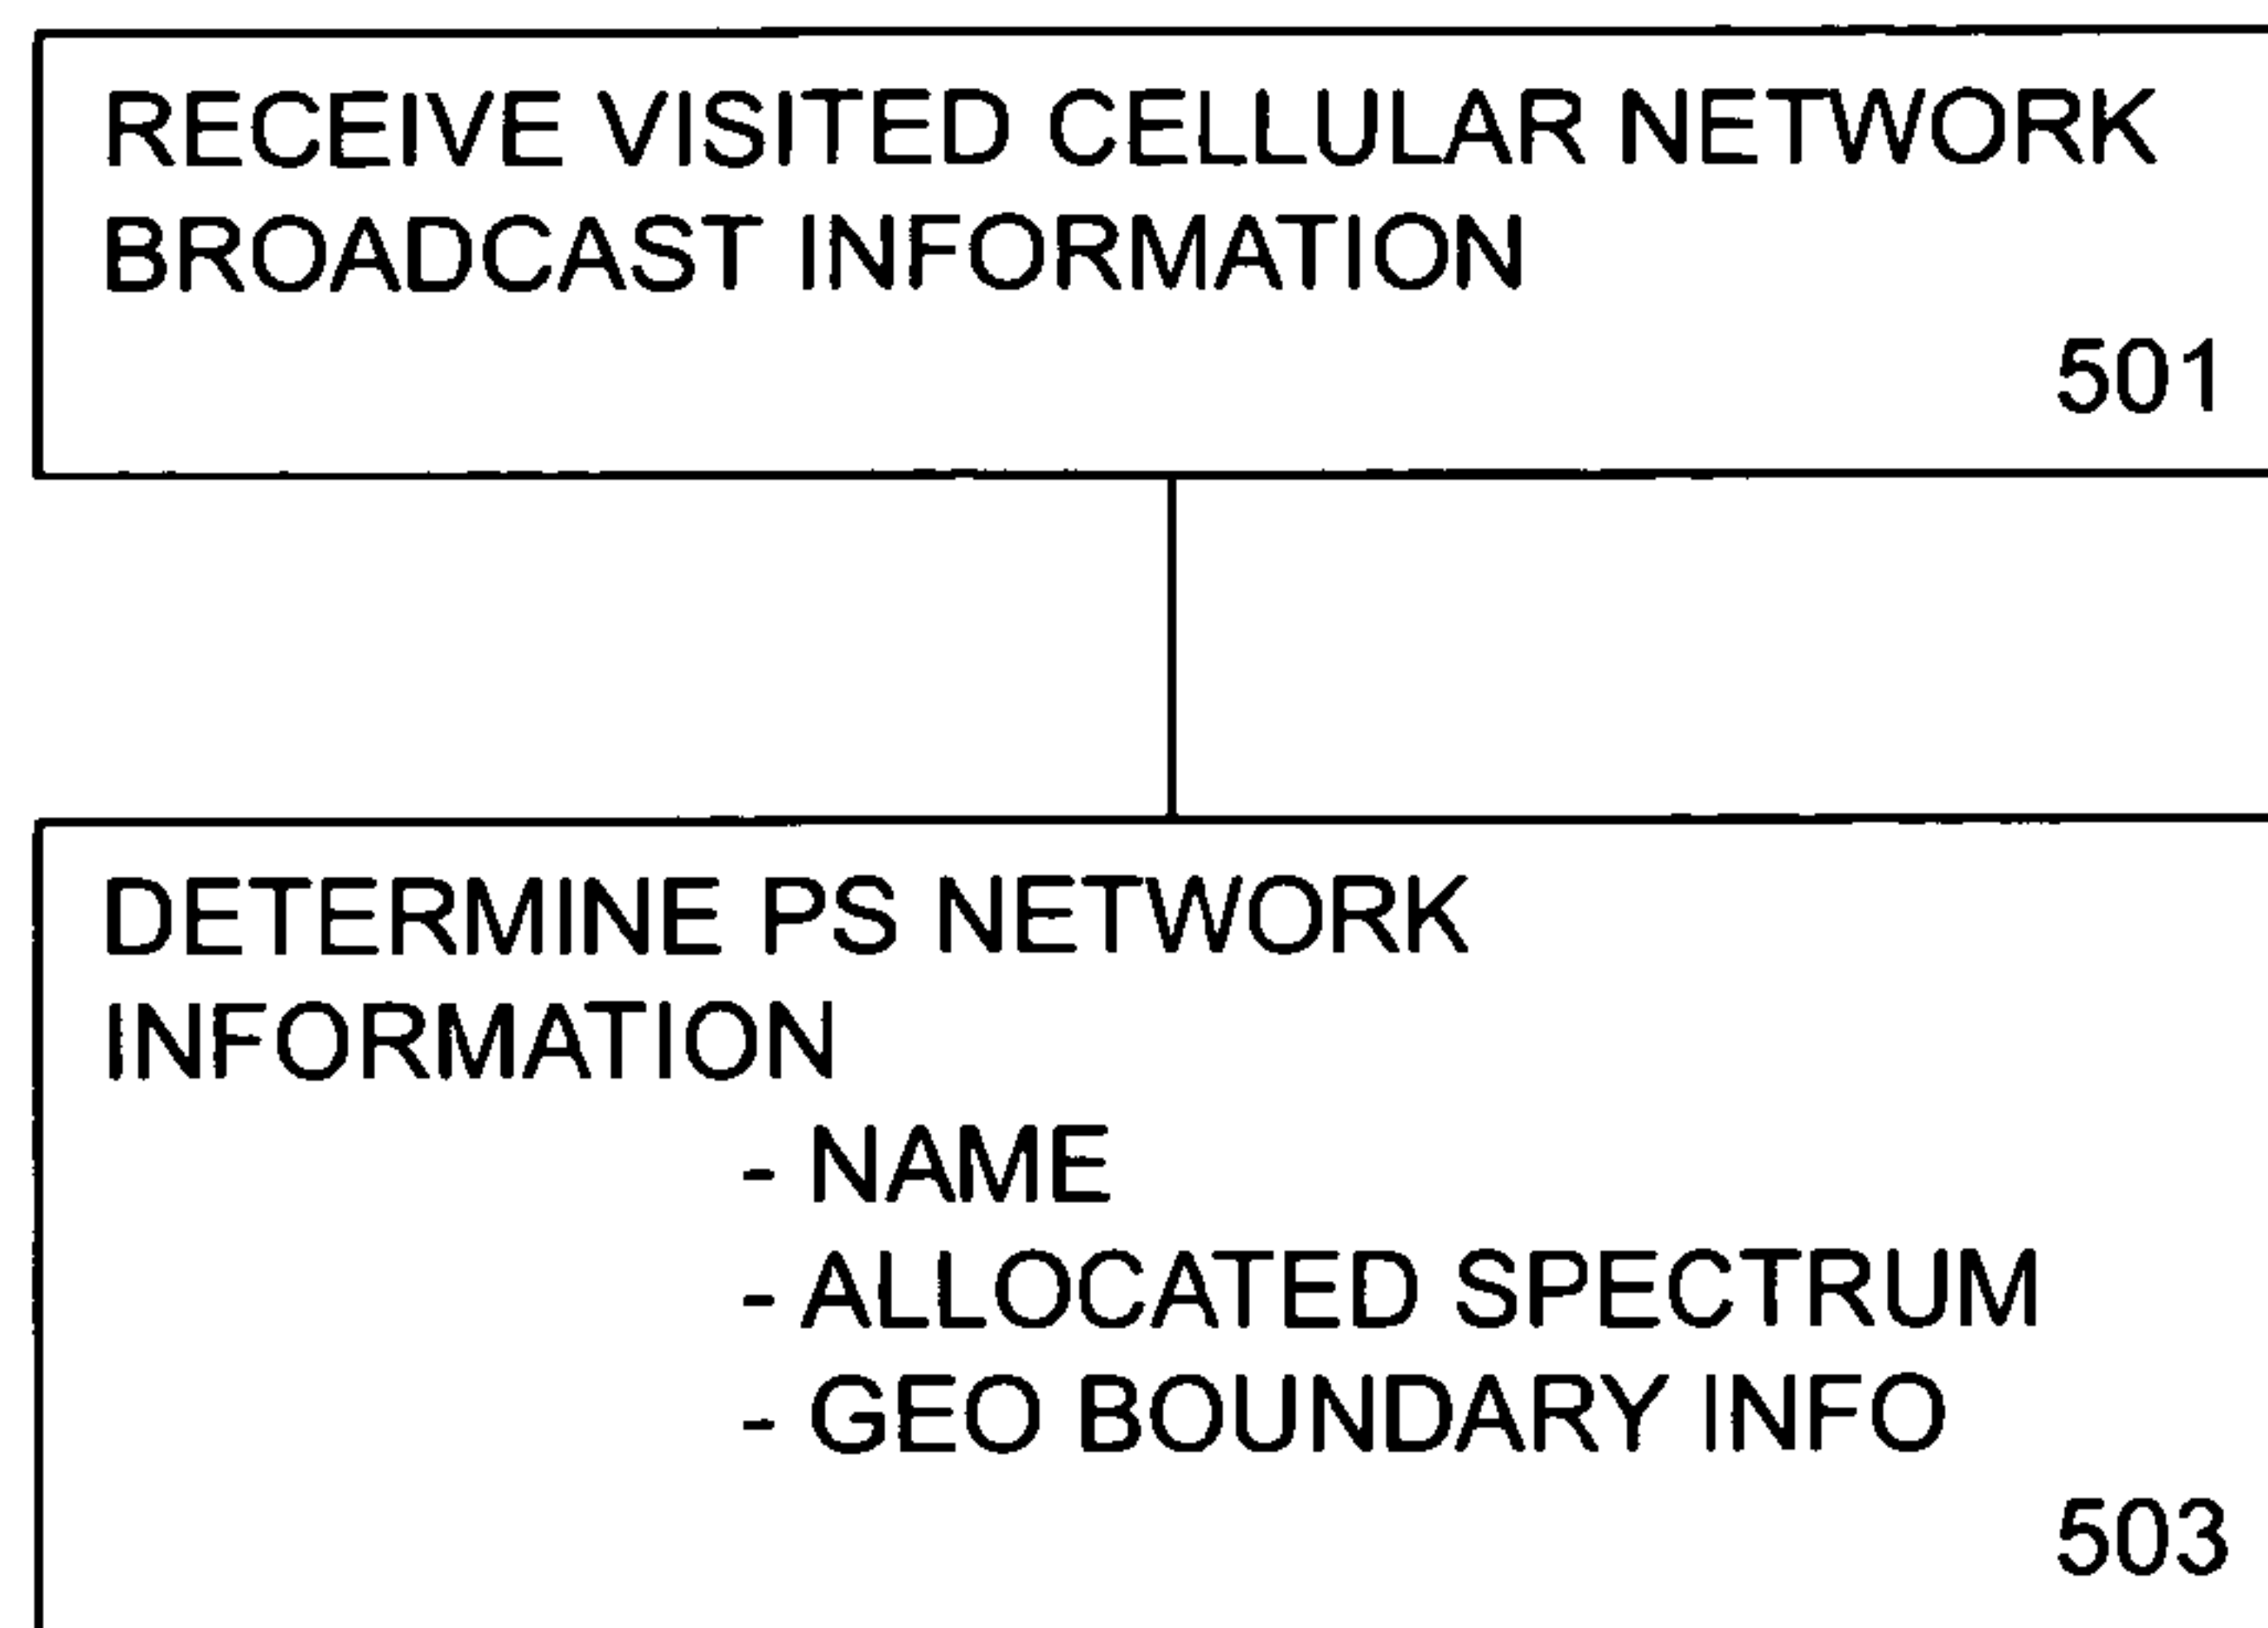 RECEIVE VISITED CELLULAR NETWORK
BROADCAST INFORMATION
501
DETERMINE PS NETWORK
INFORMATION
- NAME
- ALLOCATED SPECTRUM
- GEO BOUNDARY INFO
503